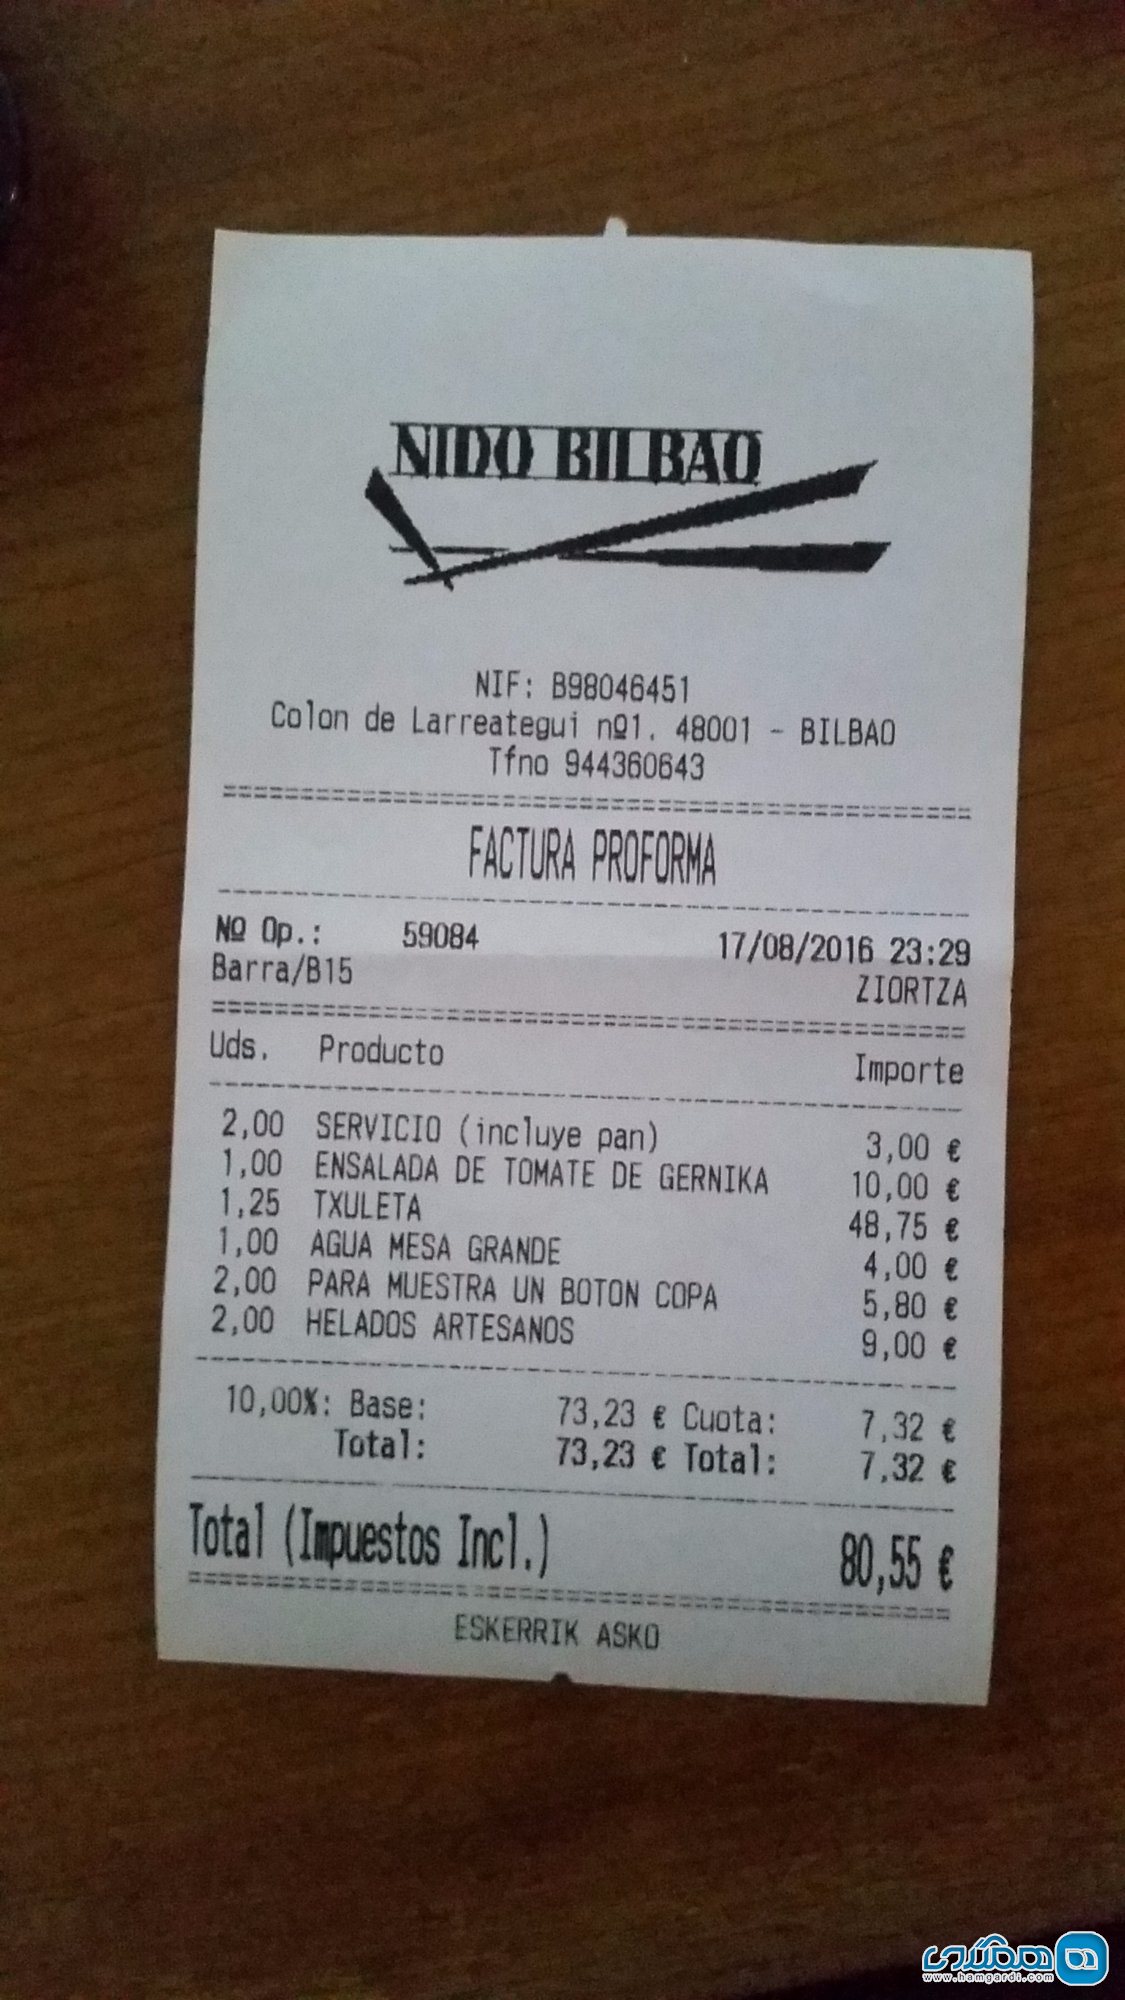 NIDO BILBAO
NIF: B98046451
Colon de Larreategui nº1. 48001 - BILBAO
Tfno 944360643
FACTURA PROFORMA
Nº Op.: 59084 17/08/2016 23:29
Barra/B15 ZIORTZA
Uds. Producto Importe
2,00 SERVICIO (incluye pan) 3,00 €
1,00 ENSALADA DE TOMATE DE GERNIKA 10,00 €
1,25 TXULETA 48,75 €
1,00 AGUA MESA GRANDE 4,00 €
2,00 PARA MUESTRA UN BOTON COPA 5,80 €
2,00 HELADOS ARTESANOS 9,00 €
10,00%: Base: 73,23 € Cuota: 7,32 €
Total: 73,23 € Total: 7,32 €
Total (Impuestos Incl.) 80,55 €
ESKERRIK ASKO
همگردی
www.hamgardi.com